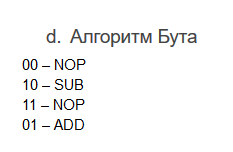 d. Алгоритм Бута
00 – NOP
10 – SUB
11 – NOP
01 – ADD